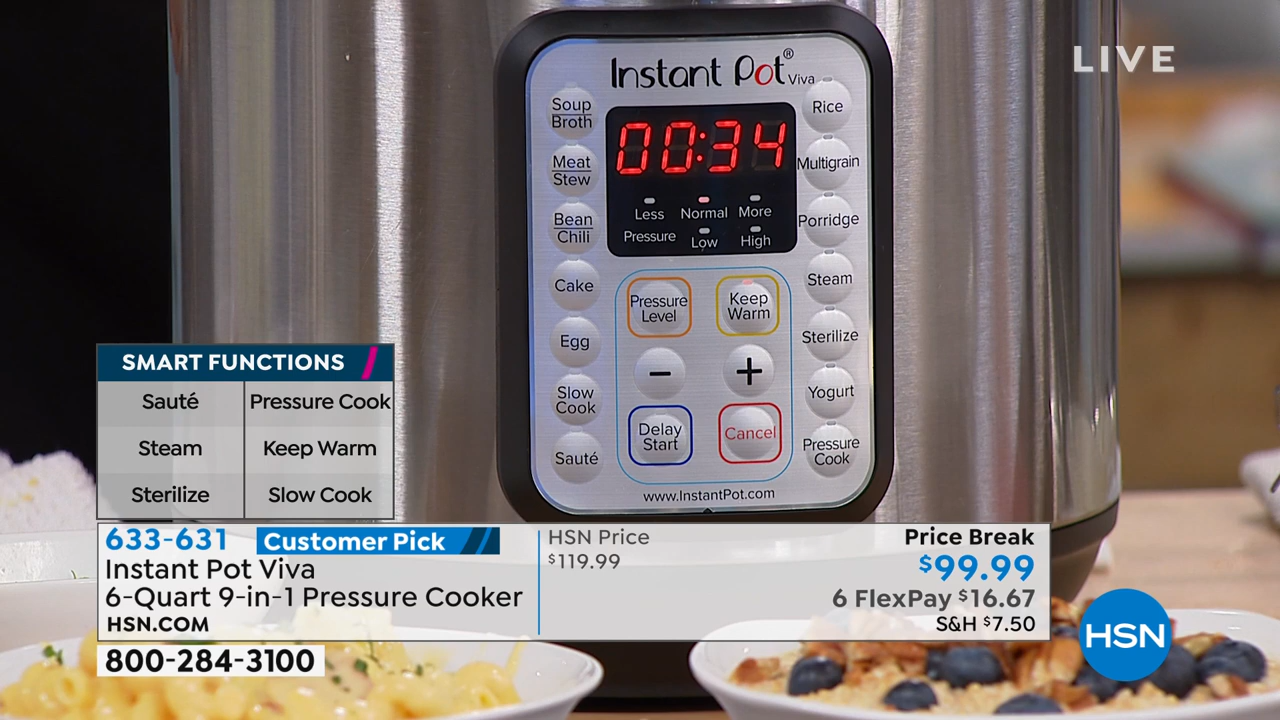 LIVE
Instant Pot® Viva
Soup
Broth
Meat
Stew
Bean
Chili
Cake
Egg
Slow
Cook
Sauté
00:34
Less Normal More
Pressure Low High
Pressure
Level
Keep
Warm
−
+
Delay
Start
Cancel
Rice
Multigrain
Porridge
Steam
Sterilize
Yogurt
Pressure
Cook
www.InstantPot.com
SMART FUNCTIONS
Sauté Pressure Cook
Steam Keep Warm
Sterilize Slow Cook
633-631 Customer Pick
Instant Pot Viva
6-Quart 9-in-1 Pressure Cooker
HSN.COM
HSN Price
$119.99
Price Break
$99.99
6 FlexPay $16.67
S&H $7.50
800-284-3100
HSN